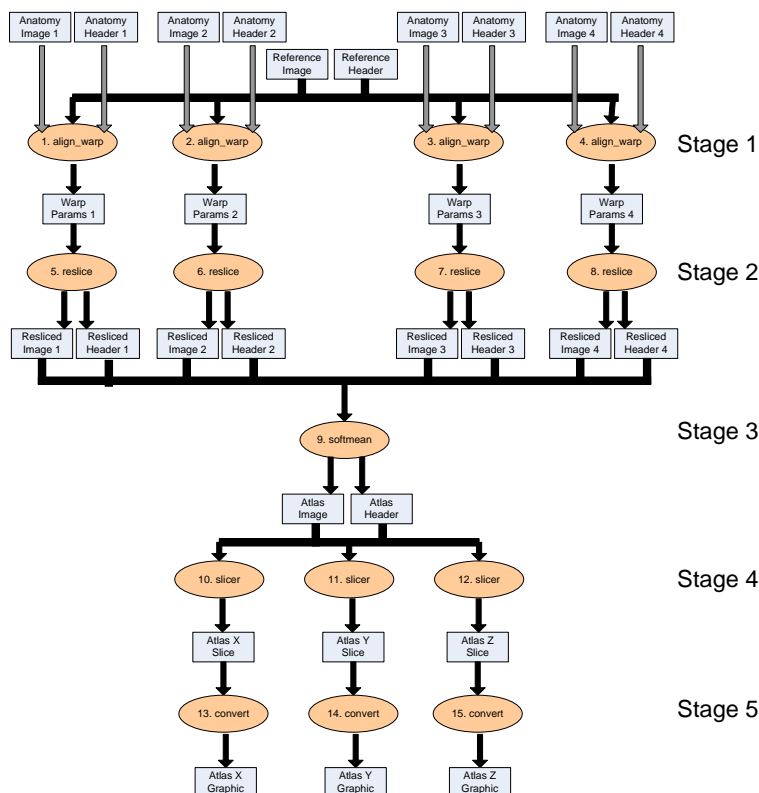 Anatomy
Image 1
Anatomy
Header 1
Anatomy
Image 2
Anatomy
Header 2
Anatomy
Image 3
Anatomy
Header 3
Anatomy
Image 4
Anatomy
Header 4
Reference
Image
Reference
Header
1. align_warp
2. align_warp
3. align_warp
4. align_warp
Stage 1
Warp
Params 1
Warp
Params 2
Warp
Params 3
Warp
Params 4
5. reslice
6. reslice
7. reslice
8. reslice
Stage 2
Resliced
Image 1
Resliced
Header 1
Resliced
Image 2
Resliced
Header 2
Resliced
Image 3
Resliced
Header 3
Resliced
Image 4
Resliced
Header 4
9. softmean
Stage 3
Atlas
Image
Atlas
Header
10. slicer
11. slicer
12. slicer
Stage 4
Atlas X
Slice
Atlas Y
Slice
Atlas Z
Slice
13. convert
14. convert
15. convert
Stage 5
Atlas X
Graphic
Atlas Y
Graphic
Atlas Z
Graphic